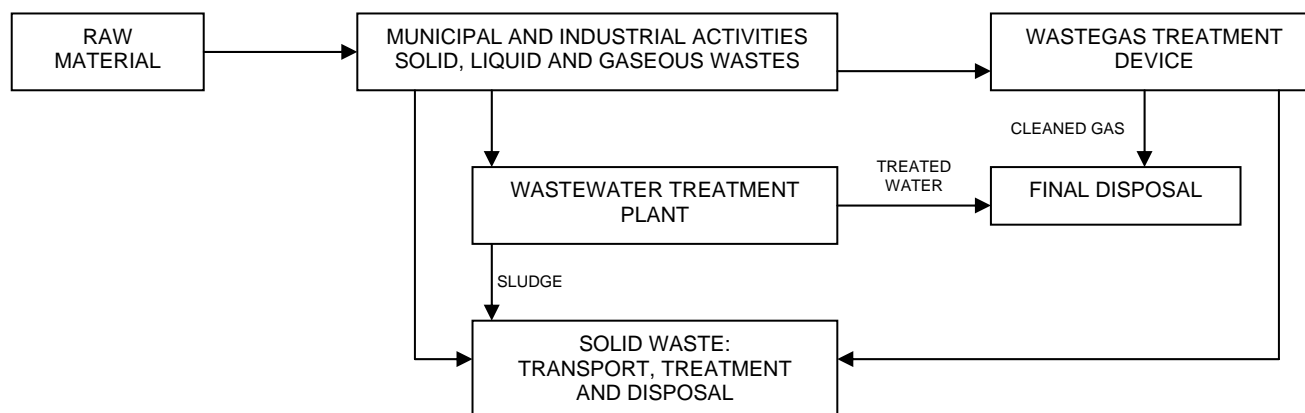 RAW
MATERIAL
MUNICIPAL AND INDUSTRIAL ACTIVITIES
SOLID, LIQUID AND GASEOUS WASTES
WASTEGAS TREATMENT
DEVICE
CLEANED GAS
WASTEWATER TREATMENT
PLANT
TREATED
WATER
FINAL DISPOSAL
SLUDGE
SOLID WASTE:
TRANSPORT, TREATMENT
AND DISPOSAL